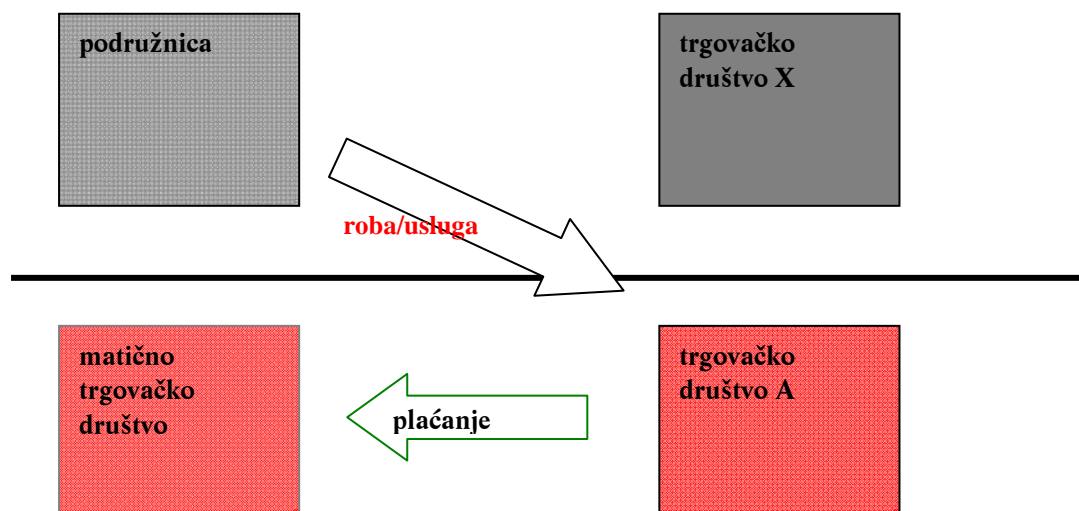 podružnica
trgovačko
društvo X
roba/usluga
matično
trgovačko
društvo
plaćanje
trgovačko
društvo A